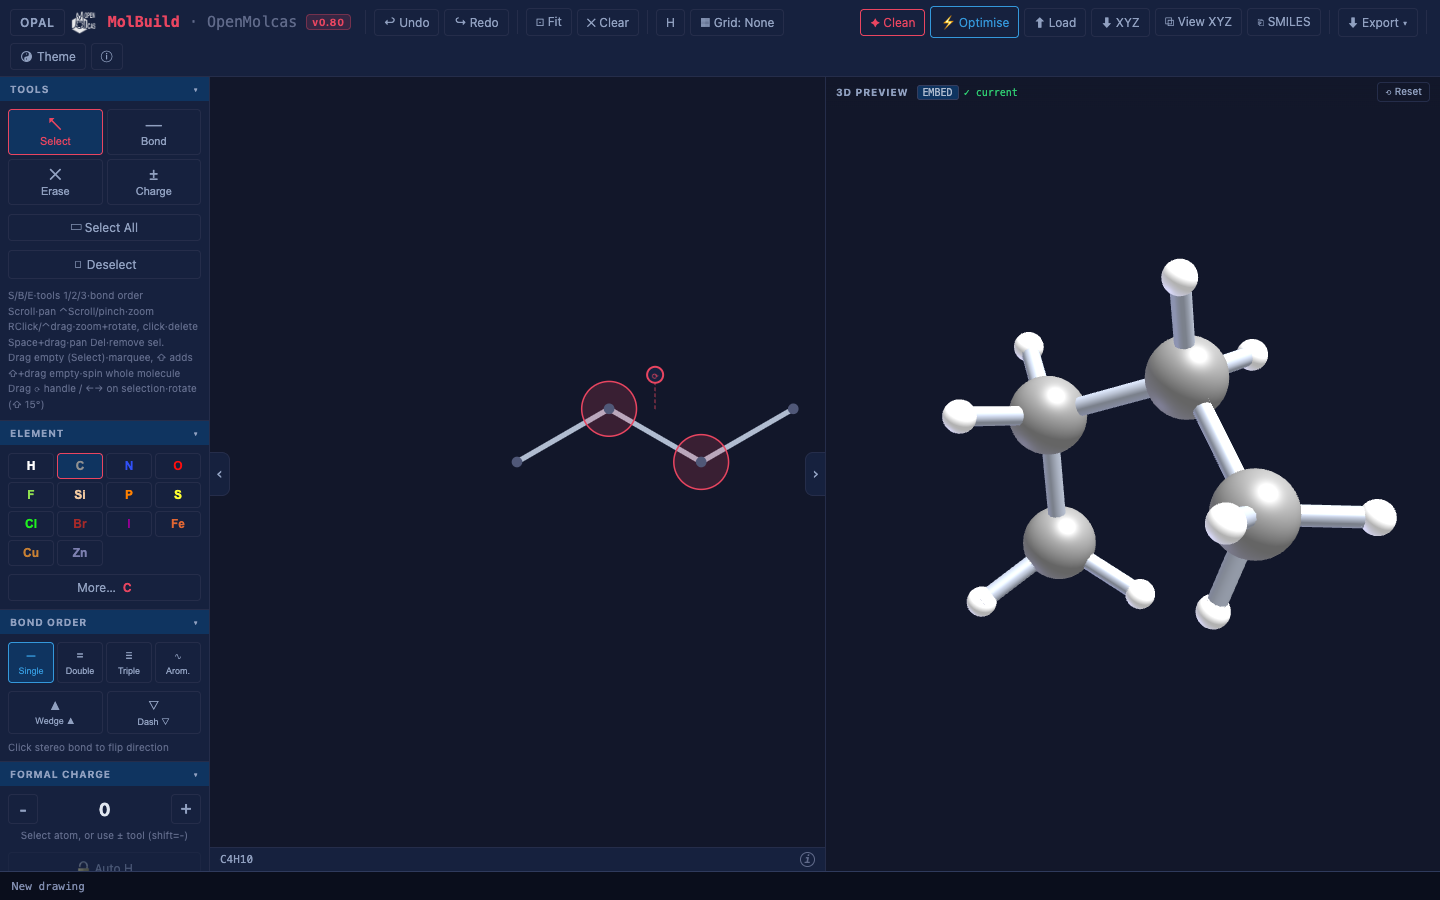 OPAL MolBuild · OpenMolcas v0.80 Undo Redo Fit Clear H Grid: None Clean Optimise Load XYZ View XYZ SMILES Export
Theme
TOOLS
3D PREVIEW EMBED ✓ current Reset
Select Bond
Erase Charge
Select All
Deselect
S/B/E·tools 1/2/3·bond order
Scroll·pan ^Scroll/pinch·zoom
RClick/^drag·zoom+rotate, click·delete
Space+drag·pan Del·remove sel.
Drag empty (Select)·marquee, ⇧ adds
⇧+drag empty·spin whole molecule
Drag ⟳ handle / ←→ on selection·rotate
(⇧ 15°)
ELEMENT
H C N O
F Si P S
Cl Br I Fe
Cu Zn
More... C
BOND ORDER
Single Double Triple Arom.
Wedge ▲ Dash ▽
Click stereo bond to flip direction
FORMAL CHARGE
- 0 +
Select atom, or use ± tool (shift=-)
Auto H
C4H10
New drawing